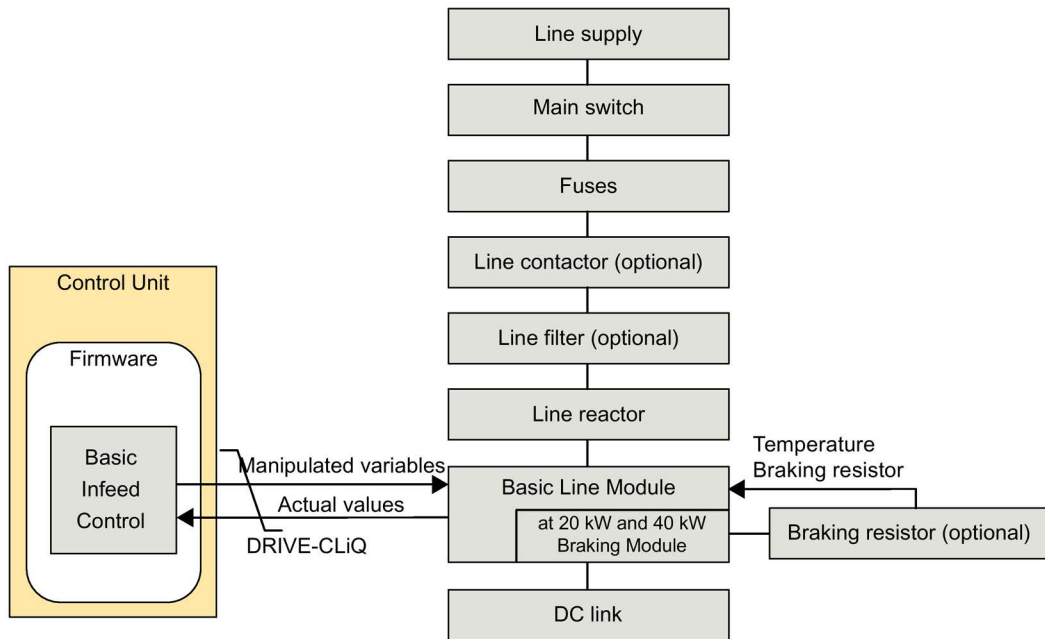 Line supply
Main switch
Fuses
Line contactor (optional)
Control Unit
Line filter (optional)
Firmware
Line reactor
Basic
Infeed
Control
Manipulated variables
Actual values
DRIVE-CLiQ
Basic Line Module
at 20 kW and 40 kW
Braking Module
Temperature
Braking resistor
Braking resistor (optional)
DC link